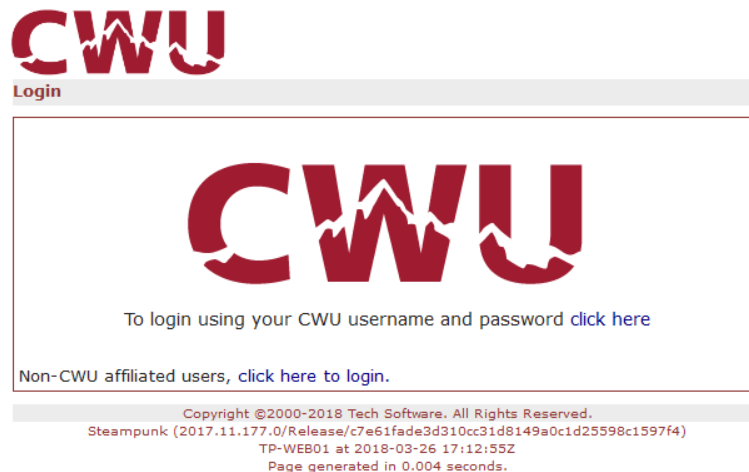 CWU
Login
CWU
To login using your CWU username and password click here
Non-CWU affiliated users, click here to login.
Copyright ©2000-2018 Tech Software. All Rights Reserved.
Steampunk (2017.11.177.0/Release/c7e61fade3d310cc31d8149a0c1d25598c1597f4)
TP-WEB01 at 2018-03-26 17:12:55Z
Page generated in 0.004 seconds.